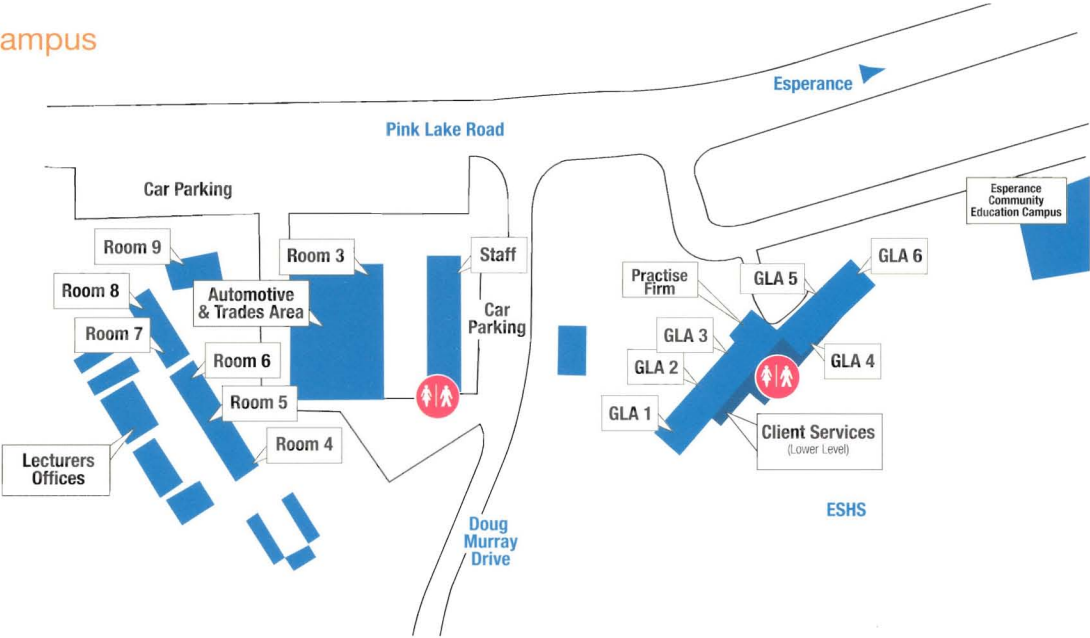 ampus
Esperance
Pink Lake Road
Car Parking
Esperance
Community
Education Campus
Room 9
Room 3
Staff
GLA 6
Practise
Firm
GLA 5
Room 8
Automotive
& Trades Area
Car
Parking
Room 7
GLA 3
Room 6
GLA 2
GLA 4
Room 5
GLA 1
Room 4
Client Services
(Lower Level)
Lecturers
Offices
ESHS
Doug
Murray
Drive